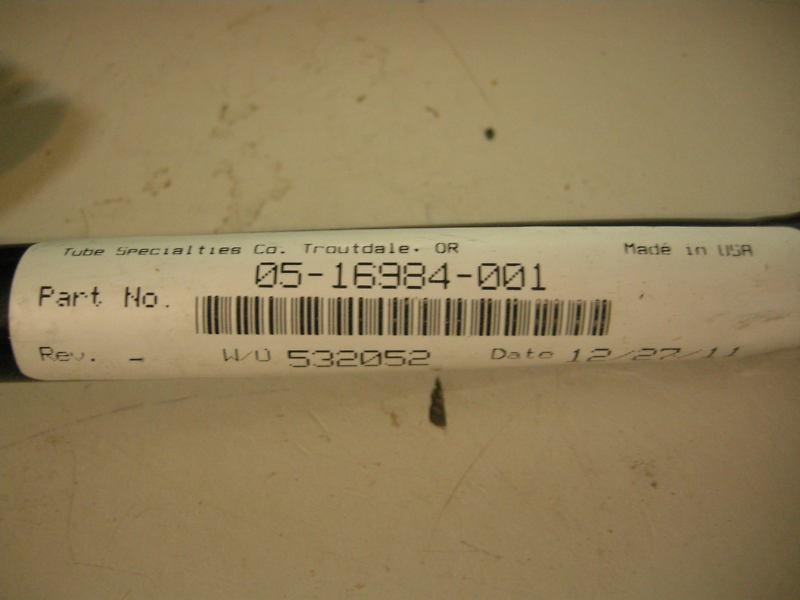 Tube Specialties Co. Troutdale, OR Made in USA
Part No. 05-16984-001
Rev. - W/O 532052 Date 12/27/11